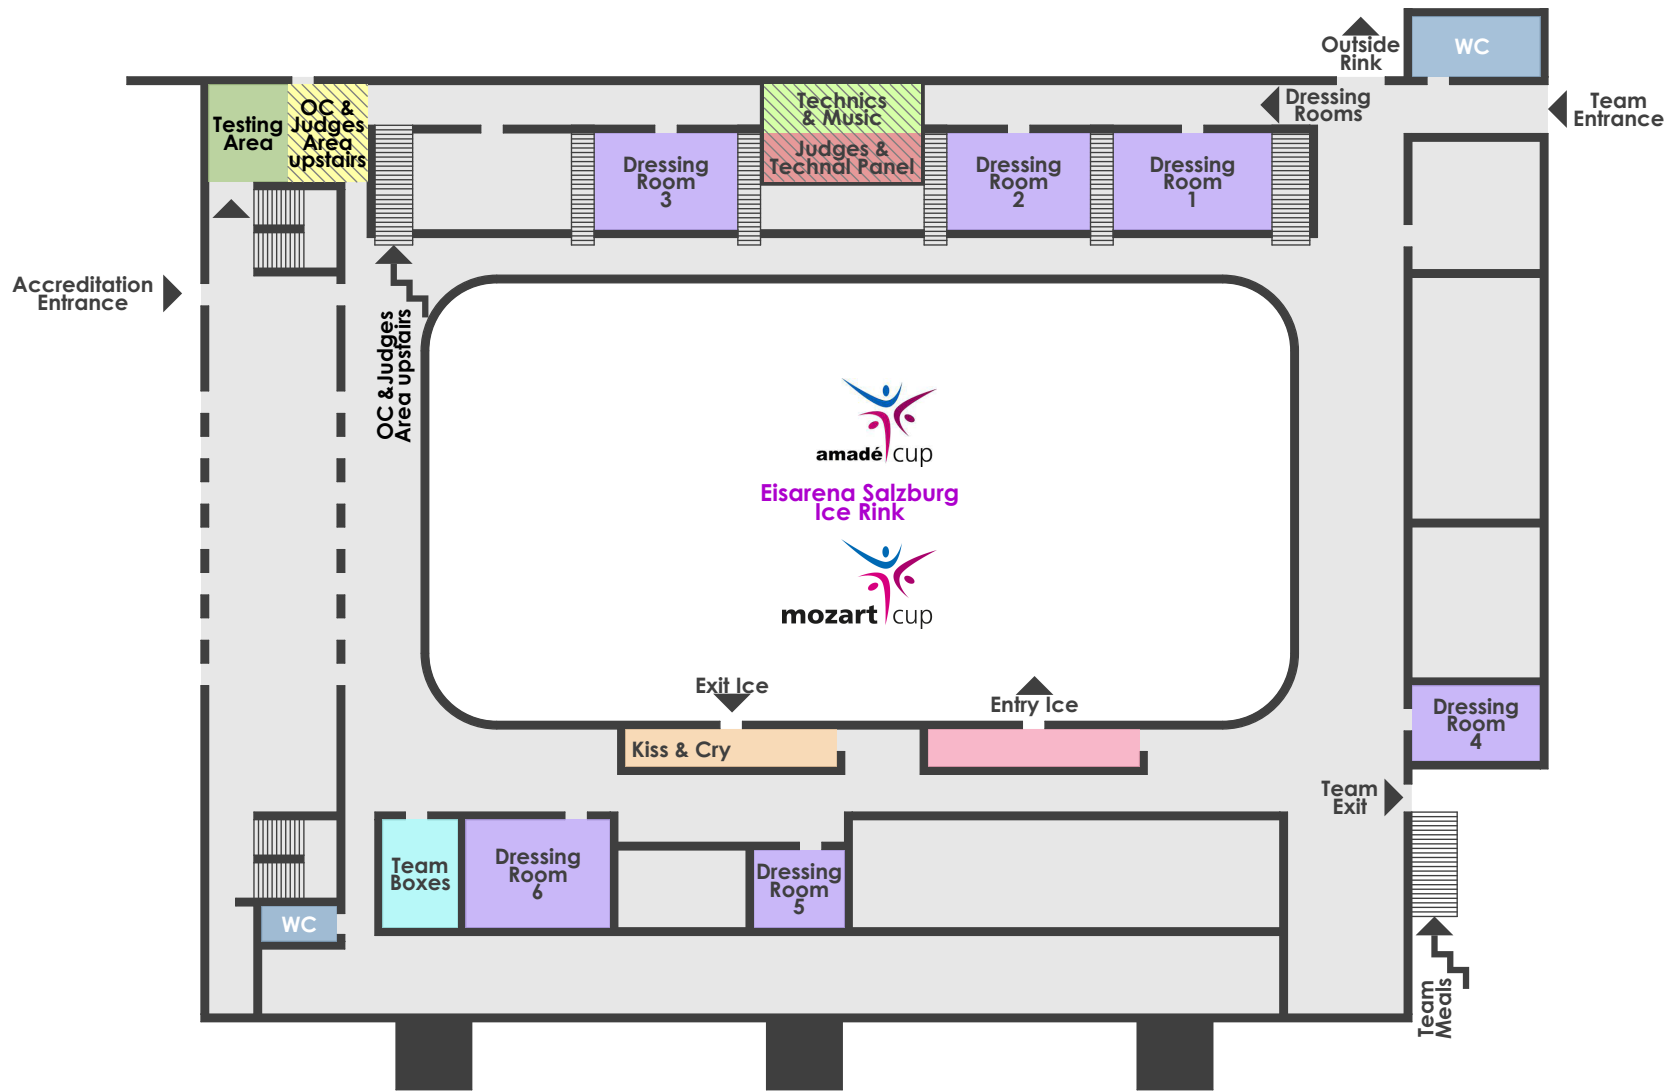 Outside
Rink
WC
Testing
Area
OC &
Judges
Area
upstairs
Technics
& Music
Judges &
Technal Panel
Dressing
Rooms
Team
Entrance
Dressing
Room
3
Dressing
Room
2
Dressing
Room
1
Accreditation
Entrance
OC & Judges
Area upstairs
amadé cup
Eisarena Salzburg
Ice Rink
mozart cup
Exit Ice
Entry Ice
Kiss & Cry
Dressing
Room
4
Team
Exit
Team
Boxes
Dressing
Room
6
Dressing
Room
5
WC
Team
Meals